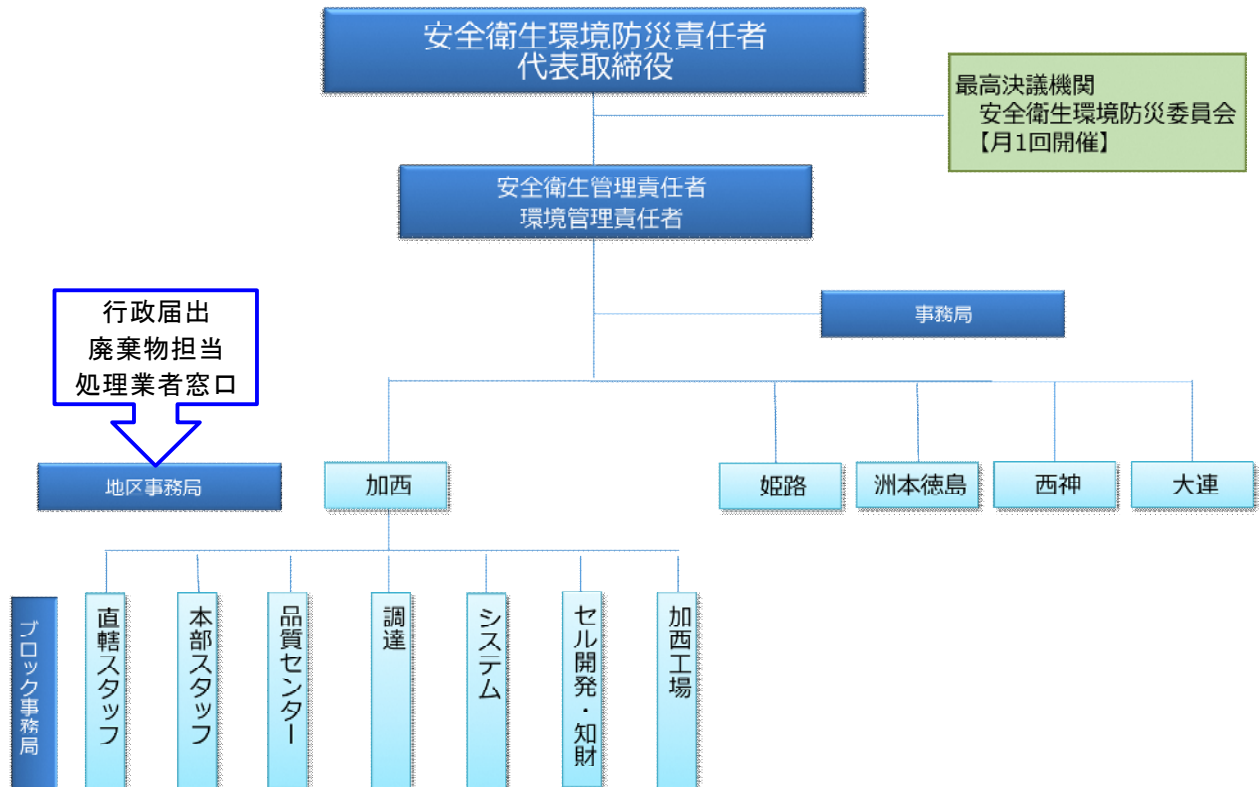 安全衛生環境防災責任者
代表取締役
最高決議機関
安全衛生環境防災委員会
【月1回開催】
安全衛生管理責任者
環境管理責任者
事務局
行政届出
廃棄物担当
処理業者窓口
地区事務局
加西
姫路
洲本徳島
西神
大連
ブロック事務局
直轄スタッフ
本部スタッフ
品質センター
調達
システム
セル開発・知財
加西工場